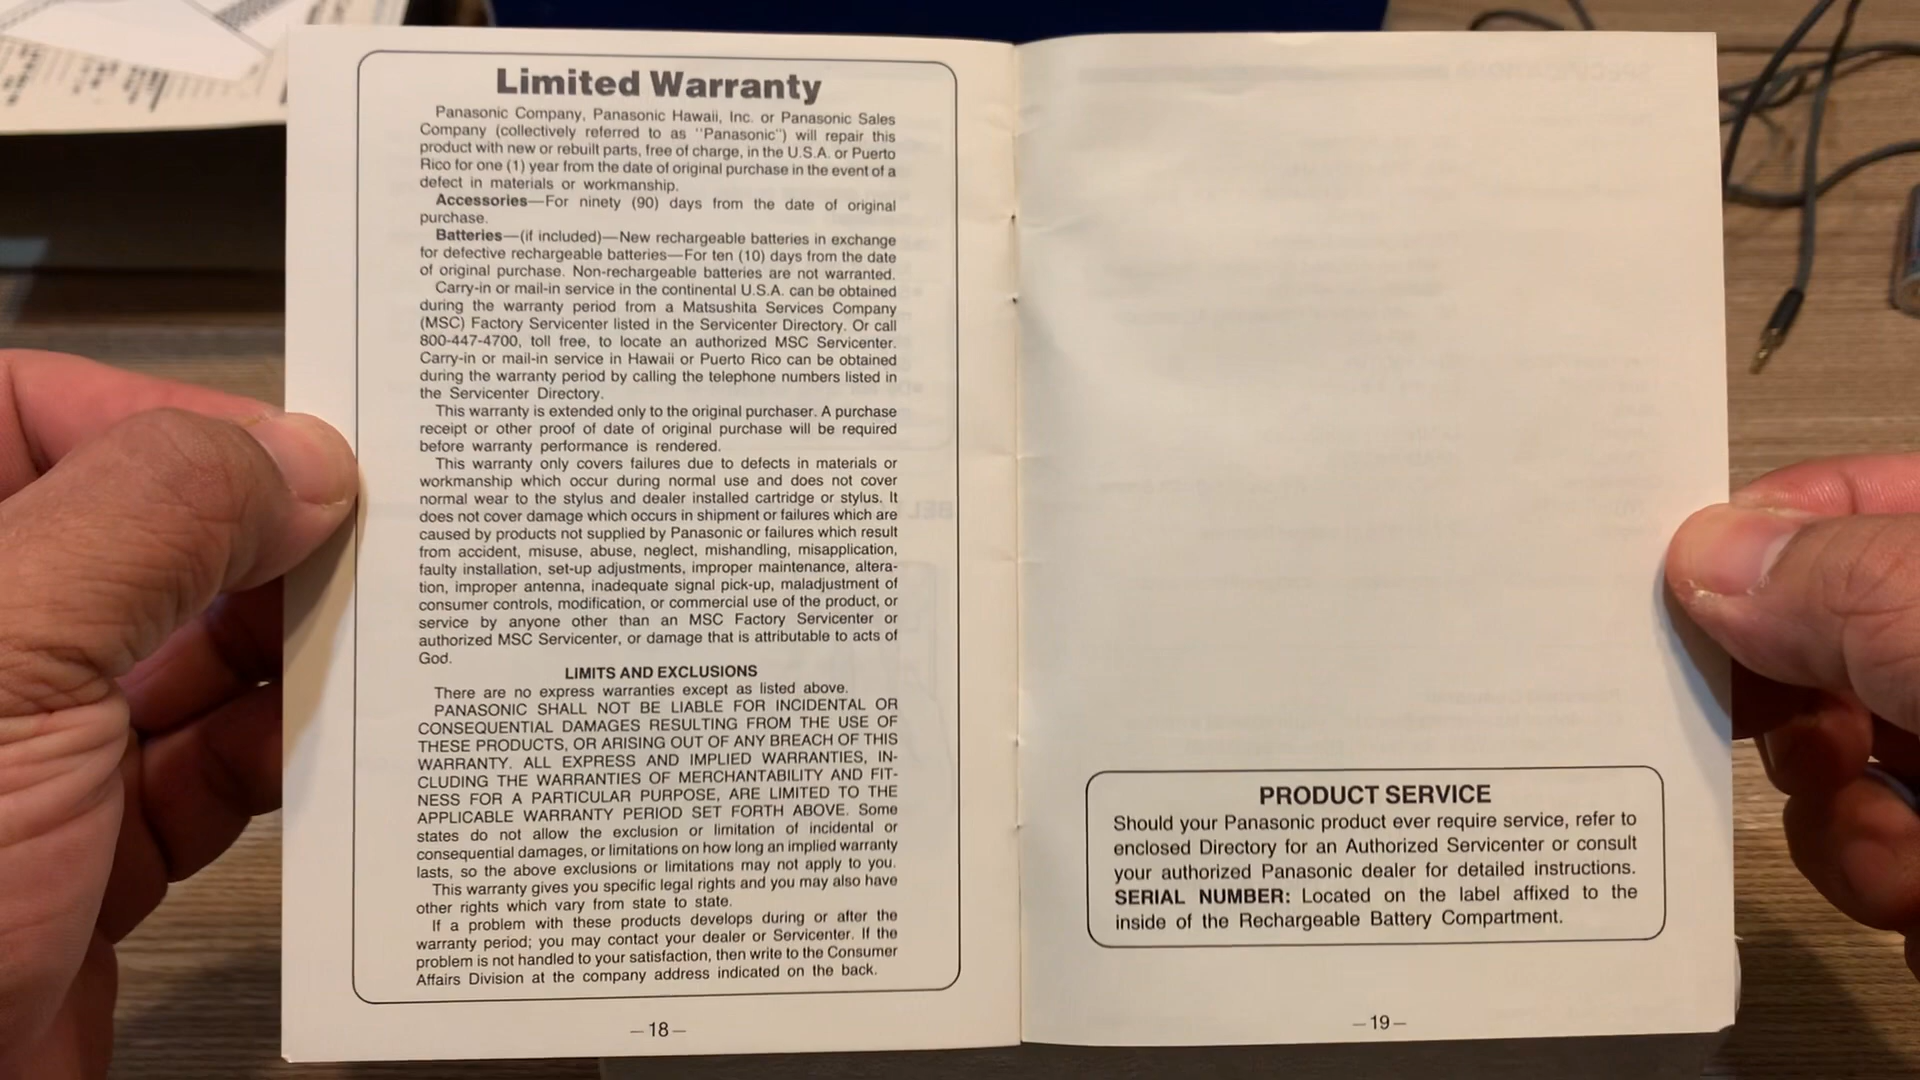 Limited Warranty
Panasonic Company, Panasonic Hawaii, Inc. or Panasonic Sales
Company (collectively referred to as "Panasonic") will repair this
product with new or rebuilt parts, free of charge, in the U.S.A. or Puerto
Rico for one (1) year from the date of original purchase in the event of a
defect in materials or workmanship.
Accessories—For ninety (90) days from the date of original
purchase.
Batteries—(if included)—New rechargeable batteries in exchange
for defective rechargeable batteries—For ten (10) days from the date
of original purchase. Non-rechargeable batteries are not warranted.
Carry-in or mail-in service in the continental U.S.A. can be obtained
during the warranty period from a Matsushita Services Company
(MSC) Factory Servicenter listed in the Servicenter Directory. Or call
800-447-4700, toll free, to locate an authorized MSC Servicenter.
Carry-in or mail-in service in Hawaii or Puerto Rico can be obtained
during the warranty period by calling the telephone numbers listed in
the Servicenter Directory.
This warranty is extended only to the original purchaser. A purchase
receipt or other proof of date of original purchase will be required
before warranty performance is rendered.
This warranty only covers failures due to defects in materials or
workmanship which occur during normal use and does not cover
normal wear to the stylus and dealer installed cartridge or stylus. It
does not cover damage which occurs in shipment or failures which are
caused by products not supplied by Panasonic or failures which result
from accident, misuse, abuse, neglect, mishandling, misapplication,
faulty installation, set-up adjustments, improper maintenance, altera-
tion, improper antenna, inadequate signal pick-up, maladjustment of
consumer controls, modification, or commercial use of the product, or
service by anyone other than an MSC Factory Servicenter or
authorized MSC Servicenter, or damage that is attributable to acts of
God.
LIMITS AND EXCLUSIONS
There are no express warranties except as listed above.
PANASONIC SHALL NOT BE LIABLE FOR INCIDENTAL OR
CONSEQUENTIAL DAMAGES RESULTING FROM THE USE OF
THESE PRODUCTS, OR ARISING OUT OF ANY BREACH OF THIS
WARRANTY. ALL EXPRESS AND IMPLIED WARRANTIES, IN-
CLUDING THE WARRANTIES OF MERCHANTABILITY AND FIT-
NESS FOR A PARTICULAR PURPOSE, ARE LIMITED TO THE
APPLICABLE WARRANTY PERIOD SET FORTH ABOVE. Some
states do not allow the exclusion or limitation of incidental or
consequential damages, or limitations on how long an implied warranty
lasts, so the above exclusions or limitations may not apply to you.
This warranty gives you specific legal rights and you may also have
other rights which vary from state to state.
If a problem with these products develops during or after the
warranty period; you may contact your dealer or Servicenter. If the
problem is not handled to your satisfaction, then write to the Consumer
Affairs Division at the company address indicated on the back.
—18—
PRODUCT SERVICE
Should your Panasonic product ever require service, refer to
enclosed Directory for an Authorized Servicenter or consult
your authorized Panasonic dealer for detailed instructions.
SERIAL NUMBER: Located on the label affixed to the
inside of the Rechargeable Battery Compartment.
—19—